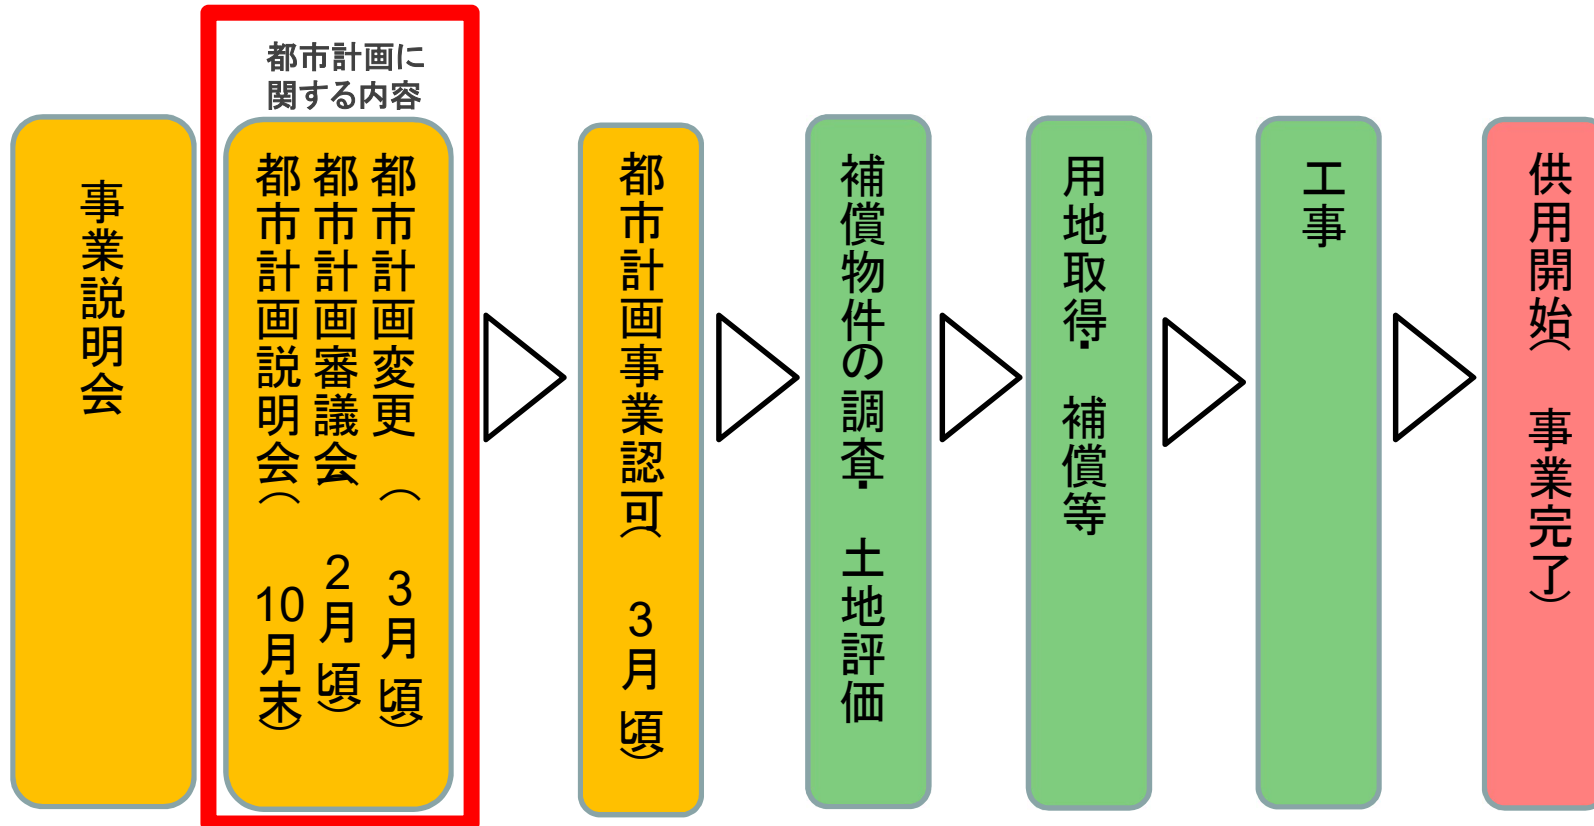 都市計画に
関する内容
事業説明会
都市計画変更（3月頃）
都市計画審議会（2月頃）
都市計画説明会（10月末）
都市計画事業認可（3月頃）
補償物件の調査・土地評価
用地取得・補償等
工事
供用開始（事業完了）